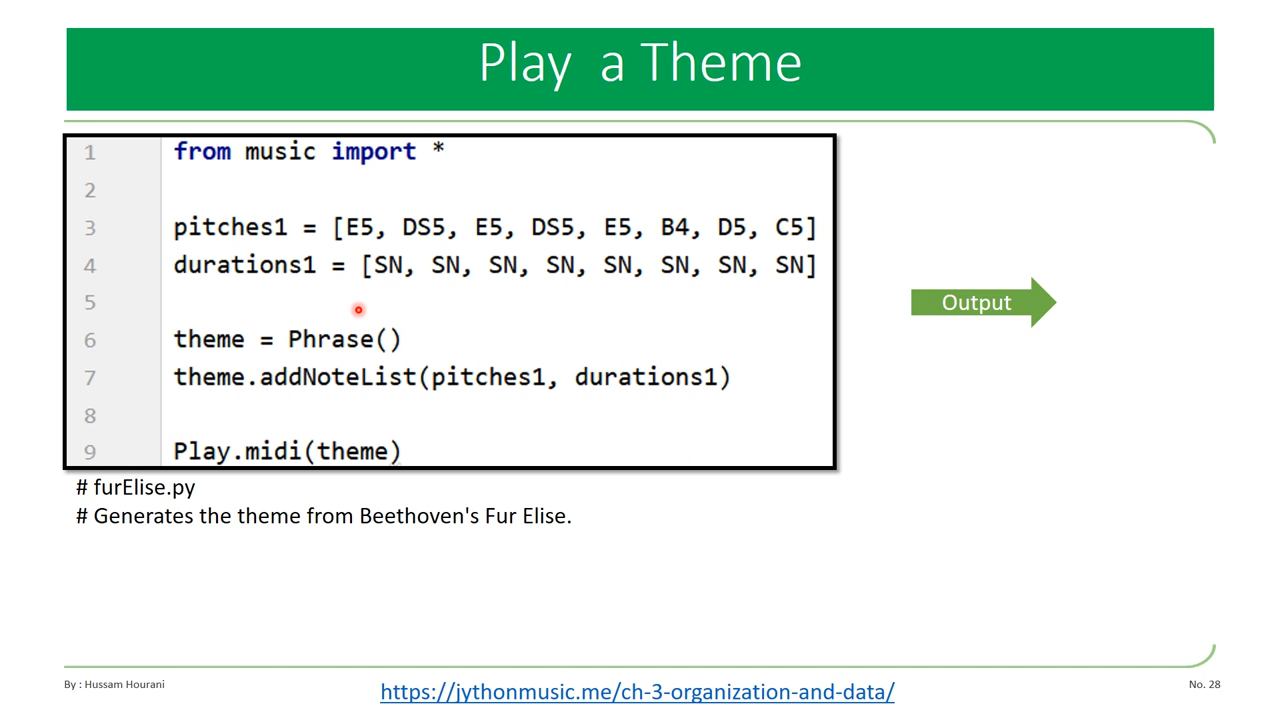 Play a Theme
1 from music import *
2
3 pitches1 = [E5, DS5, E5, DS5, E5, B4, D5, C5]
4 durations1 = [SN, SN, SN, SN, SN, SN, SN, SN]
5
6 theme = Phrase()
7 theme.addNoteList(pitches1, durations1)
8
9 Play.midi(theme)
Output
# furElise.py
# Generates the theme from Beethoven's Fur Elise.
By : Hussam Hourani
https://jythonmusic.me/ch-3-organization-and-data/
No. 28